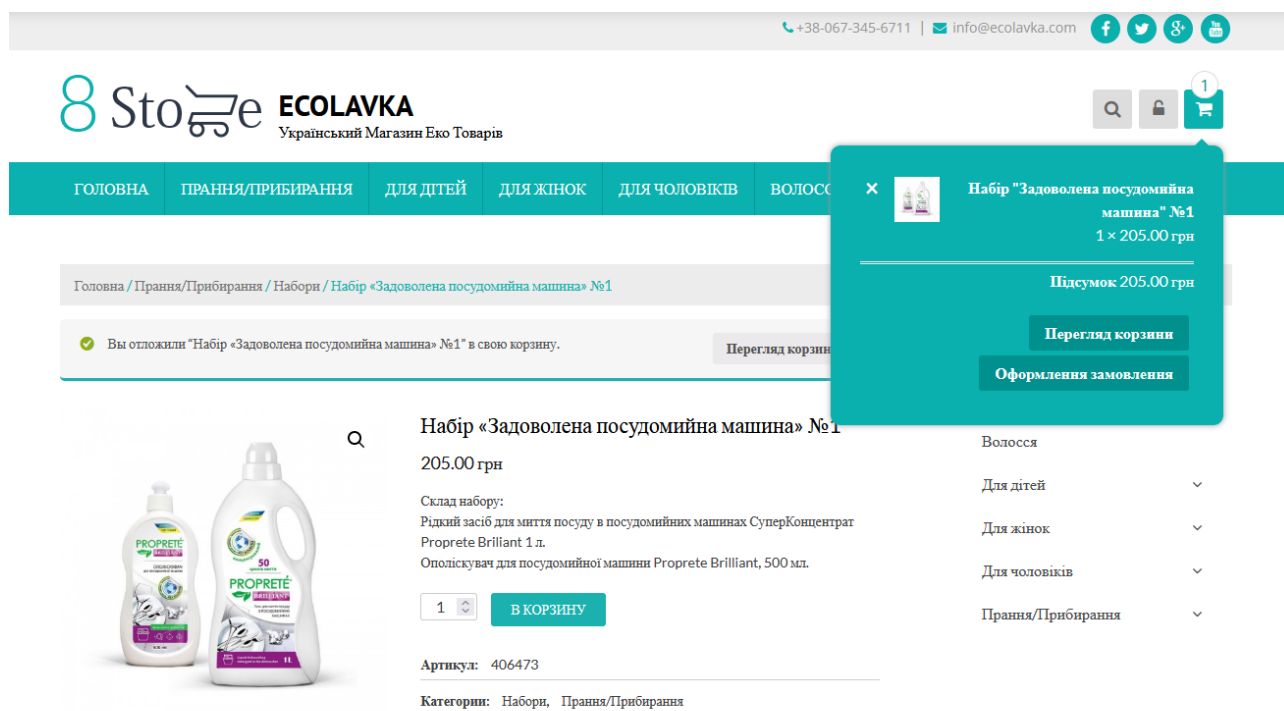 +38-067-345-6711 | info@ecolavka.com
8 Store ECOLAVKA
Український Магазин Еко Товарів
1
ГОЛОВНА ПРАННЯ/ПРИБИРАННЯ ДЛЯ ДІТЕЙ ДЛЯ ЖІНОК ДЛЯ ЧОЛОВІКІВ ВОЛОСС
× Набір "Задоволена посудомийна
машина" №1
1 × 205.00 грн
Підсумок 205.00 грн
Перегляд корзини
Оформлення замовлення
Головна / Прання/Прибирання / Набори / Набір «Задоволена посудомийна машина» №1
Вы отложили “Набір «Задоволена посудомийна машина» №1” в свою корзину.
Перегляд корзин
Набір «Задоволена посудомийна машина» №1
205.00 грн
Склад набору:
Рідкий засіб для миття посуду в посудомийних машинах СуперКонцентрат
Proprete Briliant 1 л.
Ополіскувач для посудомийної машини Proprete Brilliant, 500 мл.
1 В КОРЗИНУ
Артикул: 406473
Категории: Набори, Прання/Прибирання
PROPRETÉ
BRILLIANT
50
PROPRETÉ
BRILLIANT
1L
Волосся
Для дітей
Для жінок
Для чоловіків
Прання/Прибирання